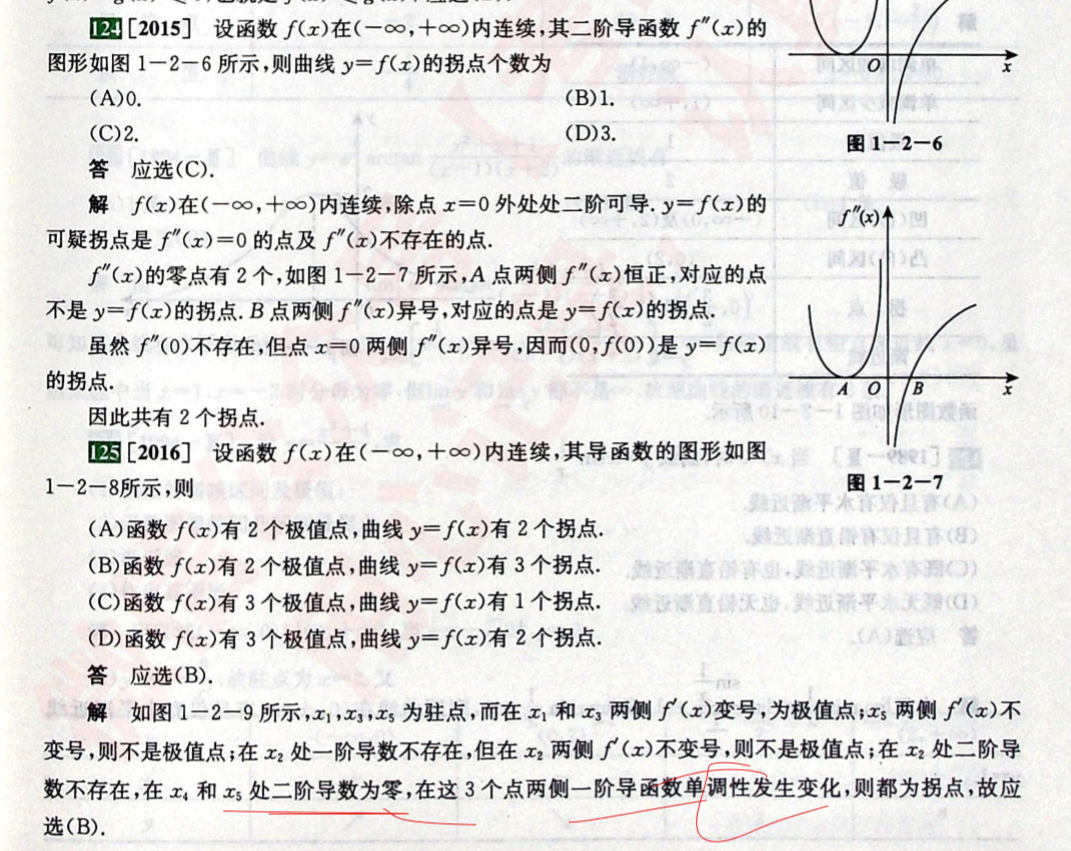 124 [2015] 设函数 f(x)在(-∞,+∞)内连续,其二阶导函数 f″(x)的
图形如图 1-2-6 所示,则曲线 y=f(x)的拐点个数为
(A)0. (B)1.
(C)2. (D)3.
答 应选(C).
解 f(x)在(-∞,+∞)内连续,除点 x=0 外处处二阶可导. y=f(x)的
可疑拐点是 f″(x)=0 的点及 f″(x)不存在的点.
f″(x)的零点有 2 个,如图 1-2-7 所示,A 点两侧 f″(x)恒正,对应的点
不是 y=f(x)的拐点. B 点两侧 f″(x)异号,对应的点是 y=f(x)的拐点.
虽然 f″(0)不存在,但点 x=0 两侧 f″(x)异号,因而(0,f(0))是 y=f(x)
的拐点.
因此共有 2 个拐点.
O x
图 1-2-6
f″(x)
A O B x
图 1-2-7
125 [2016] 设函数 f(x)在(-∞,+∞)内连续,其导函数的图形如图
1-2-8所示,则
(A)函数 f(x)有 2 个极值点,曲线 y=f(x)有 2 个拐点.
(B)函数 f(x)有 2 个极值点,曲线 y=f(x)有 3 个拐点.
(C)函数 f(x)有 3 个极值点,曲线 y=f(x)有 1 个拐点.
(D)函数 f(x)有 3 个极值点,曲线 y=f(x)有 2 个拐点.
答 应选(B).
解 如图 1-2-9 所示,x₁,x₃,x₅ 为驻点,而在 x₁ 和 x₃ 两侧 f′(x)变号,为极值点;x₅ 两侧 f′(x)不
变号,则不是极值点;在 x₂ 处一阶导数不存在,但在 x₂ 两侧 f′(x)不变号,则不是极值点;在 x₂ 处二阶导
数不存在,在 x₄ 和 x₅ 处二阶导数为零,在这 3 个点两侧一阶导函数单调性发生变化,则都为拐点,故应
选(B).